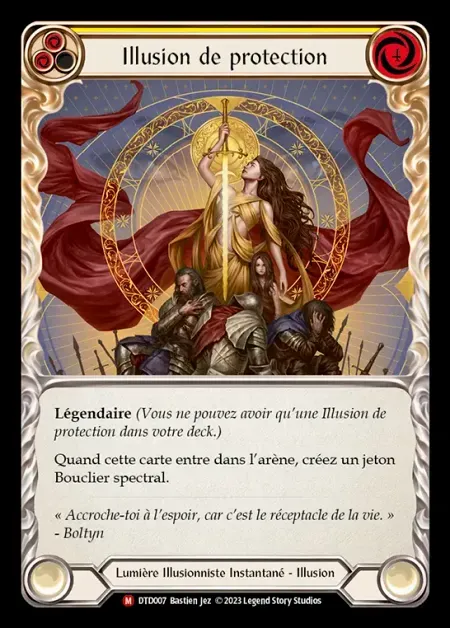 Illusion de protection
Légendaire (Vous ne pouvez avoir qu'une Illusion de
protection dans votre deck.)
Quand cette carte entre dans l'arène, créez un jeton
Bouclier spectral.
« Accroche-toi à l'espoir, car c'est le réceptacle de la vie. »
- Boltyn
Lumière Illusionniste Instantané - Illusion
M DTD007 Bastien Jez © 2023 Legend Story Studios